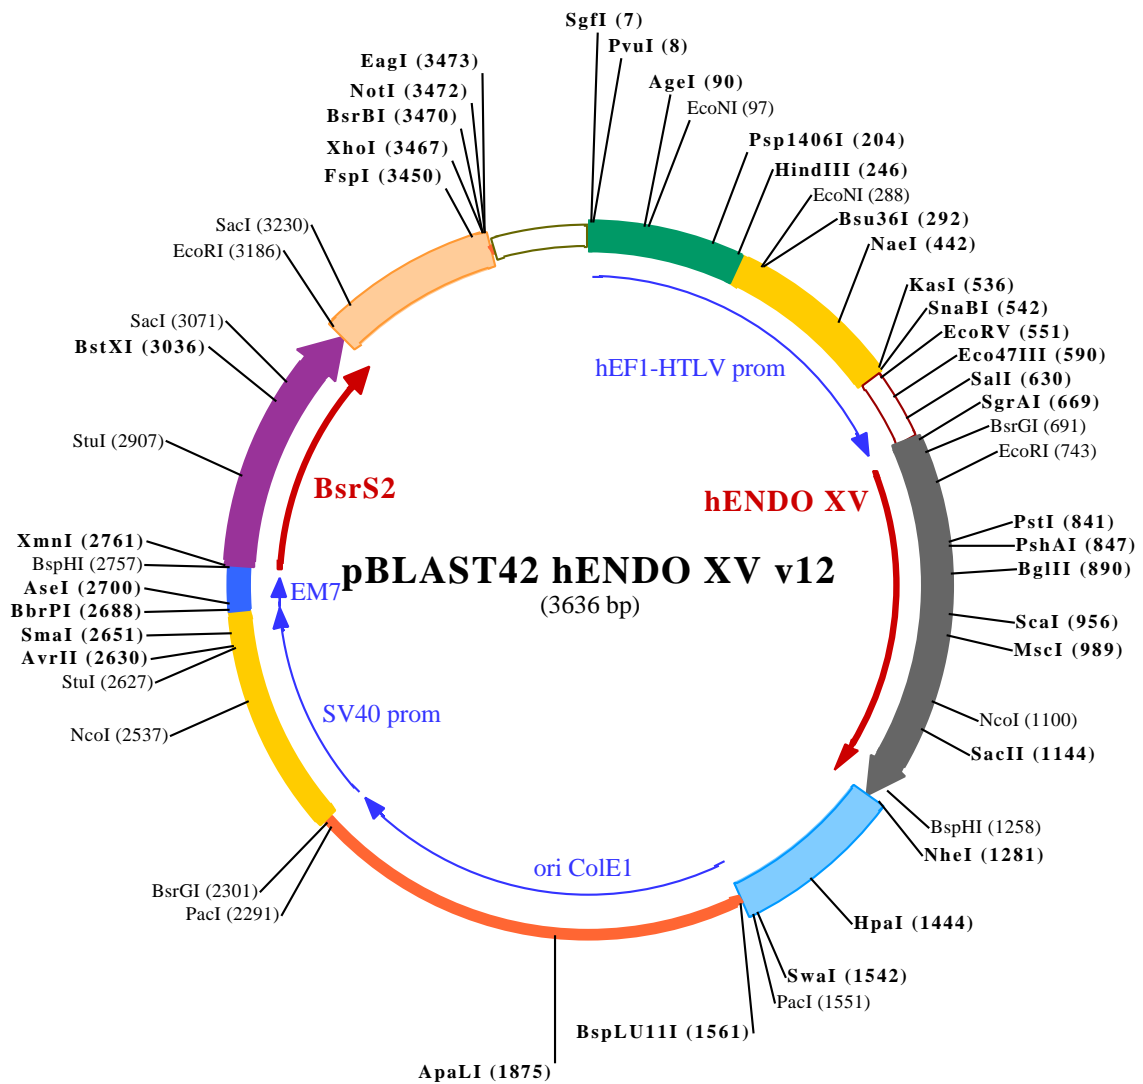 SgfI (7)
PvuI (8)
EagI (3473)
AgeI (90)
NotI (3472)
EcoNI (97)
BsrBI (3470)
Psp1406I (204)
XhoI (3467)
HindIII (246)
FspI (3450)
EcoNI (288)
Bsu36I (292)
SacI (3230)
NaeI (442)
EcoRI (3186)
KasI (536)
SnaBI (542)
SacI (3071)
EcoRV (551)
BstXI (3036)
Eco47III (590)
hEF1-HTLV prom
SalI (630)
SgrAI (669)
BsrGI (691)
StuI (2907)
EcoRI (743)
BsrS2
hENDO XV
PstI (841)
XmnI (2761)
PshAI (847)
BspHI (2757)
pBLAST42 hENDO XV v12
BglII (890)
AseI (2700)
EM7
(3636 bp)
BbrPI (2688)
ScaI (956)
SmaI (2651)
MscI (989)
AvrII (2630)
StuI (2627)
SV40 prom
NcoI (1100)
NcoI (2537)
SacII (1144)
BspHI (1258)
NheI (1281)
ori ColE1
BsrGI (2301)
PacI (2291)
HpaI (1444)
SwaI (1542)
PacI (1551)
BspLU11I (1561)
ApaLI (1875)